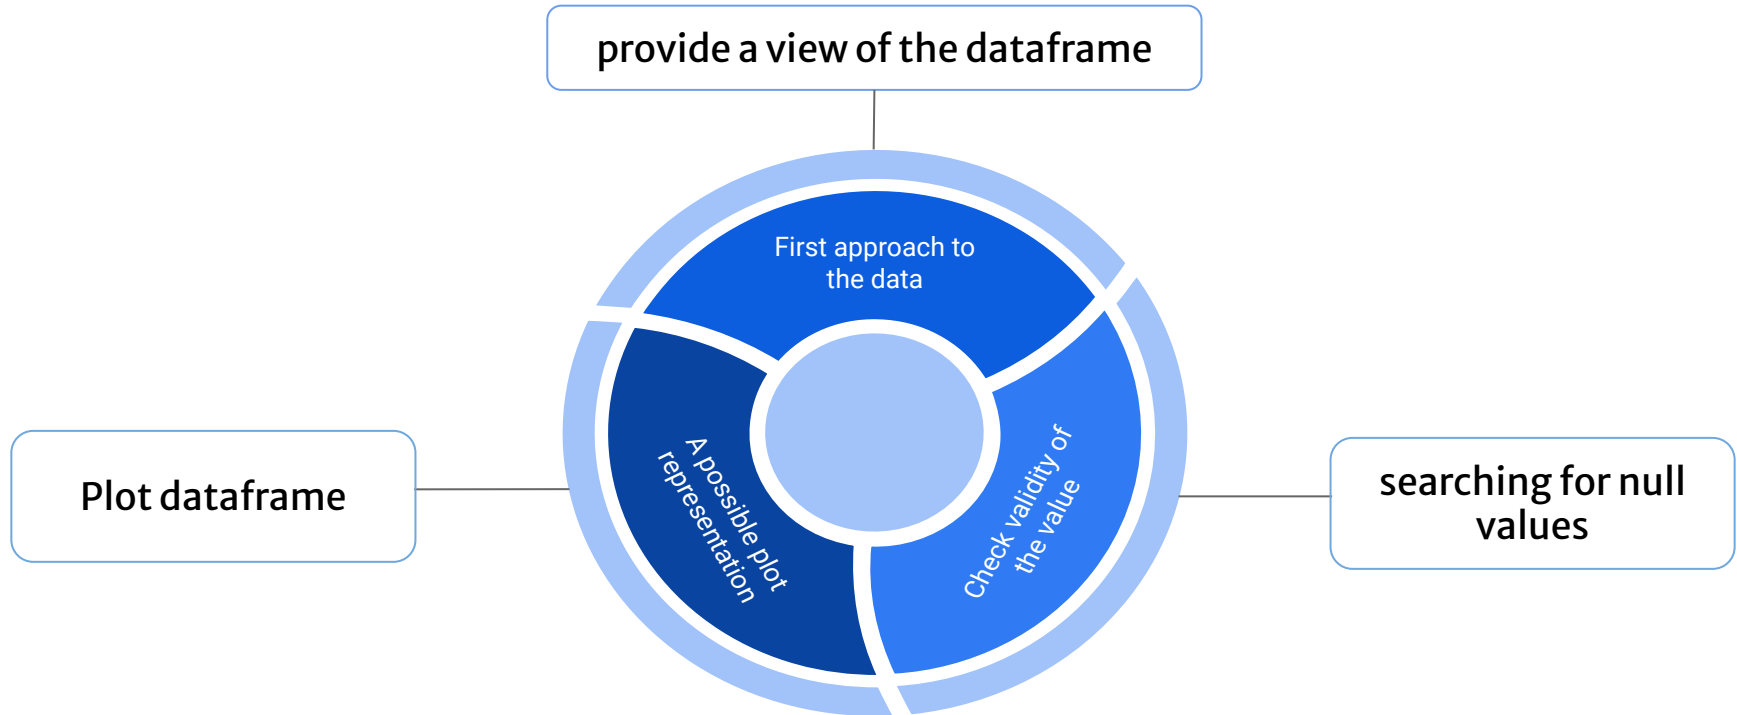 provide a view of the dataframe
First approach to
the data
A possible plot
representation
Check validity of
the value
Plot dataframe
searching for null
values